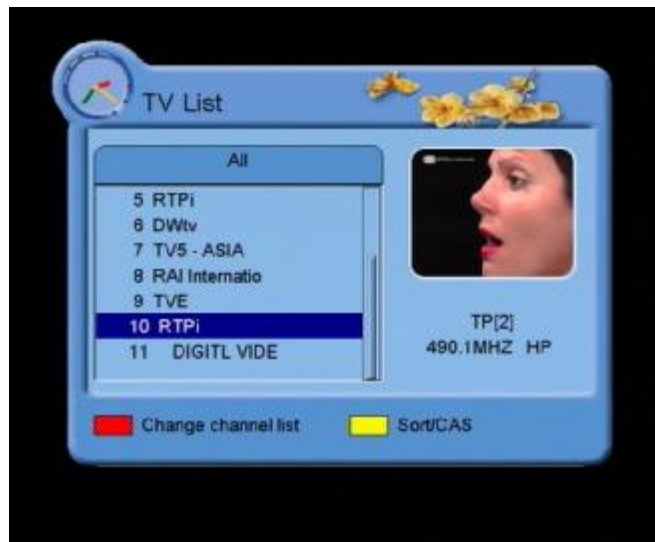 TV List
All
5 RTPi
6 DWtv
7 TV5 - ASIA
8 RAI Internatio
9 TVE
10 RTPi
11 DIGITL VIDE
TP[2]
490.1MHZ HP
Change channel list
Sort/CAS